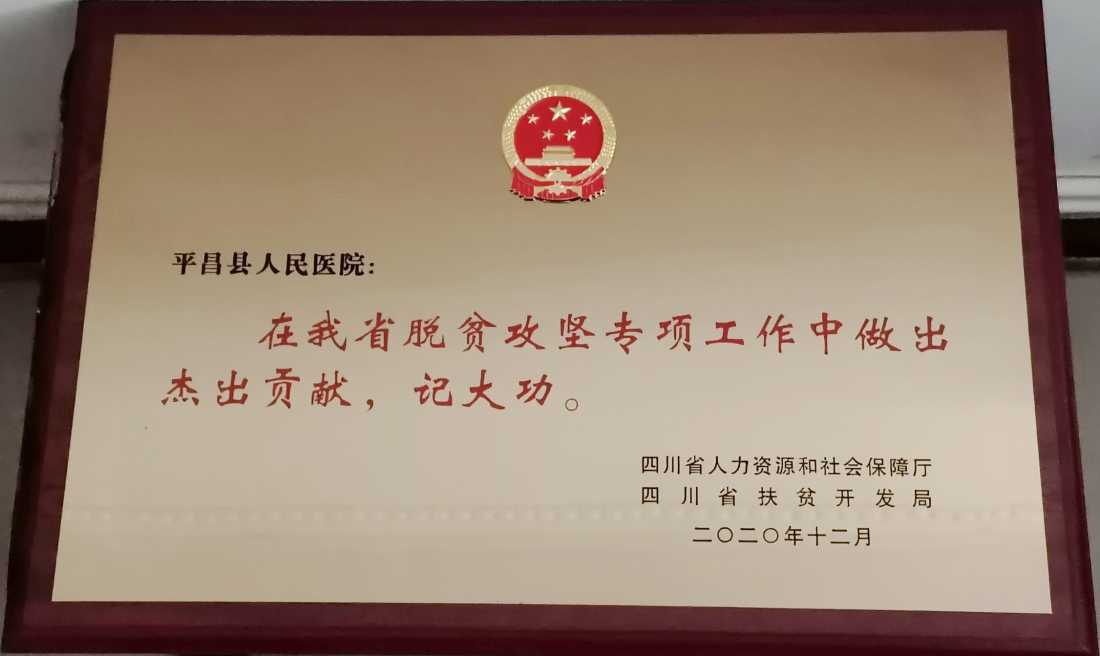 平昌县人民医院：
在我省脱贫攻坚专项工作中做出
杰出贡献，记大功。
四川省人力资源和社会保障厅
四川省扶贫开发局
二〇二〇年十二月